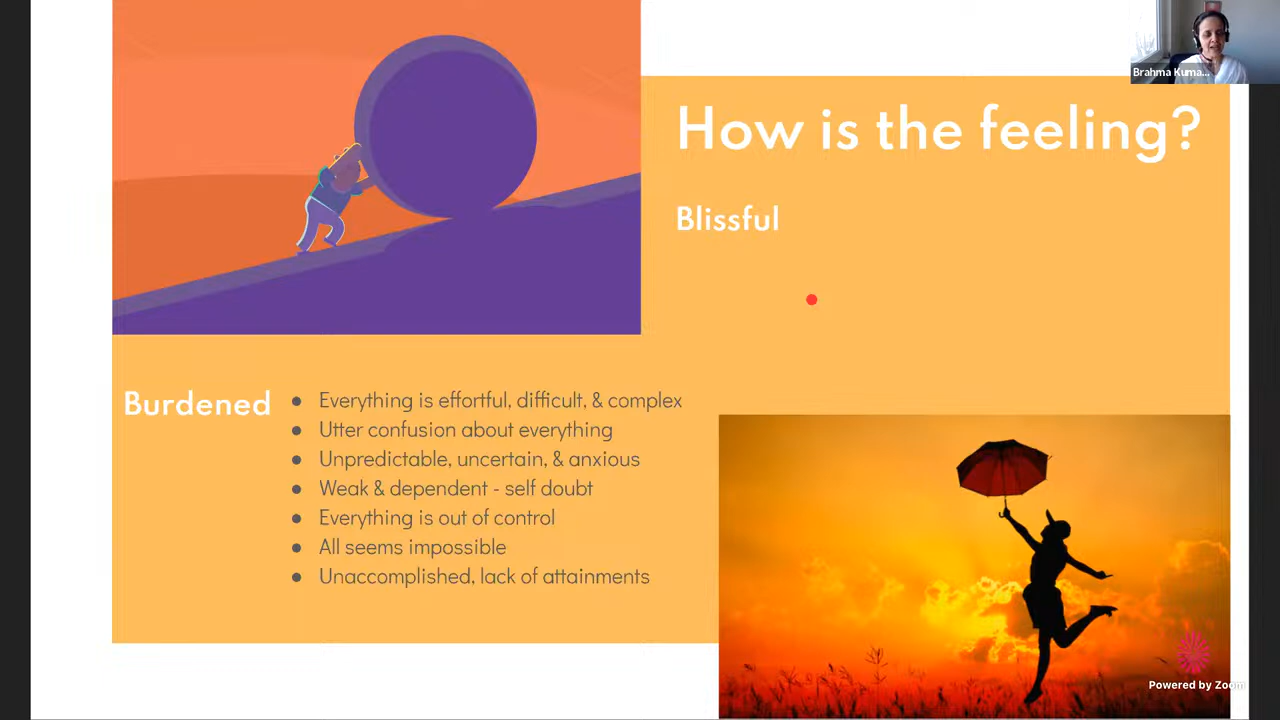 Brahma Kuma...
How is the feeling?
Blissful
Burdened
● Everything is effortful, difficult, & complex
● Utter confusion about everything
● Unpredictable, uncertain, & anxious
● Weak & dependent - self doubt
● Everything is out of control
● All seems impossible
● Unaccomplished, lack of attainments
Powered by Zoom